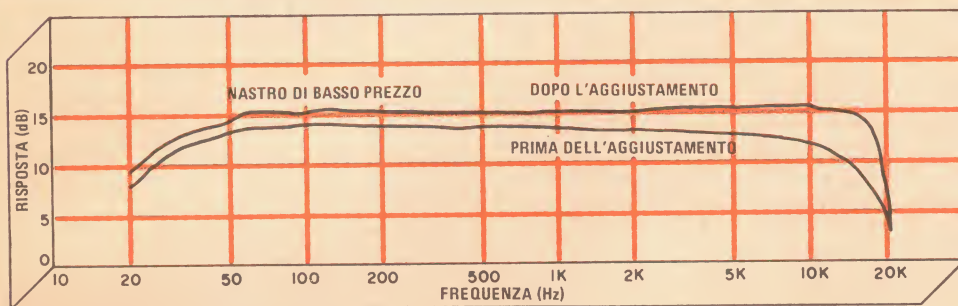 20
15
10
5
0
RISPOSTA (dB)
NASTRO DI BASSO PREZZO
DOPO L'AGGIUSTAMENTO
PRIMA DELL'AGGIUSTAMENTO
10 20 50 100 200 500 1K 2K 5K 10K 20K
FREQUENZA (Hz)